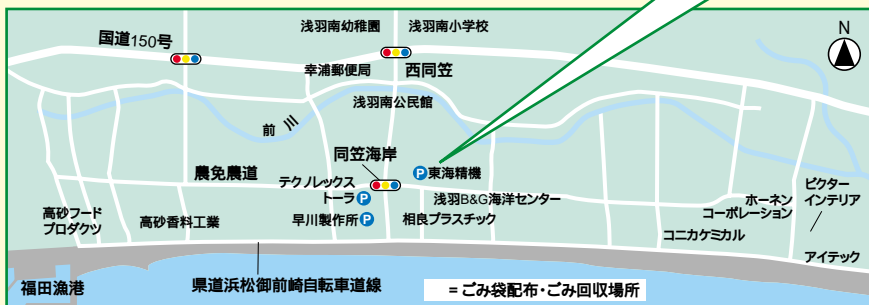 浅羽南幼稚園
浅羽南小学校
国道150号
N
幸浦郵便局
西同笠
浅羽南公民館
前川
同笠海岸
P東海精機
農免農道
テクノレックス
トーラP
浅羽B&G海洋センター
ビクター
インテリア
ホーネン
コーポレーション
高砂フード
プロダクツ
高砂香料工業
早川製作所P
相良プラスチック
コニカケミカル
アイテック
福田漁港
県道浜松御前崎自転車道線
=ごみ袋配布・ごみ回収場所